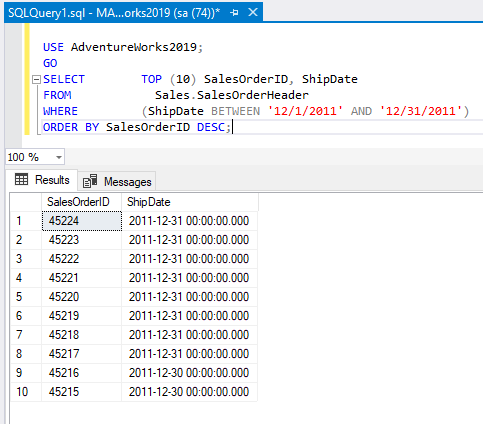 SQLQuery1.sql - MA...orks2019 (sa (74))*
USE AdventureWorks2019;
GO
SELECT TOP (10) SalesOrderID, ShipDate
FROM Sales.SalesOrderHeader
WHERE (ShipDate BETWEEN '12/1/2011' AND '12/31/2011')
ORDER BY SalesOrderID DESC;
100 %
Results Messages
SalesOrderID ShipDate
1 45224 2011-12-31 00:00:00.000
2 45223 2011-12-31 00:00:00.000
3 45222 2011-12-31 00:00:00.000
4 45221 2011-12-31 00:00:00.000
5 45220 2011-12-31 00:00:00.000
6 45219 2011-12-31 00:00:00.000
7 45218 2011-12-31 00:00:00.000
8 45217 2011-12-31 00:00:00.000
9 45216 2011-12-30 00:00:00.000
10 45215 2011-12-30 00:00:00.000